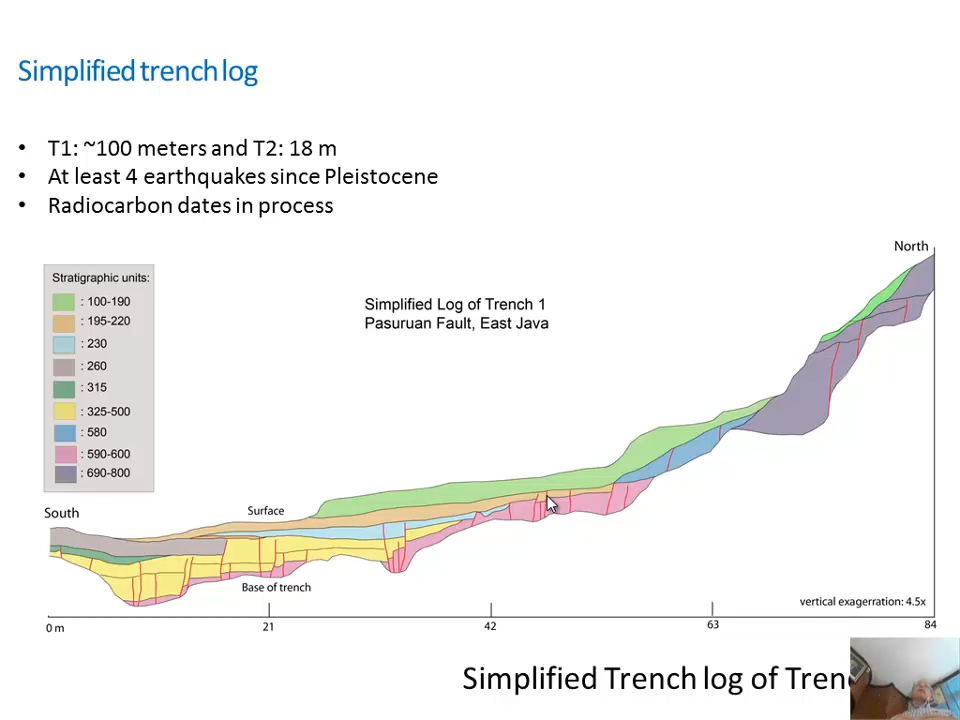 Simplified trench log
• T1: ~100 meters and T2: 18 m
• At least 4 earthquakes since Pleistocene
• Radiocarbon dates in process
North
Stratigraphic units:
: 100-190
: 195-220
: 230
: 260
: 315
: 325-500
: 580
: 590-600
: 690-800
Simplified Log of Trench 1
Pasuruan Fault, East Java
South
Surface
Base of trench
vertical exagerration: 4.5x
0 m
21
42
63
84
Simplified Trench log of Tren